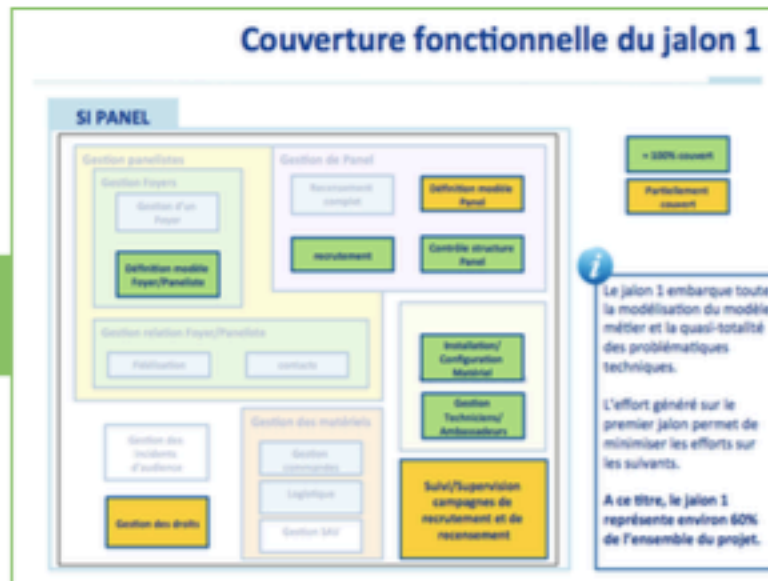 Couverture fonctionnelle du jalon 1
SI PANEL
Gestion panelistes
Gestion de Panel
= 100% couvert
Gestion Foyers
Gestion d'un
Foyer
Recensement
complet
Définition modèle
Panel
Partiellement
couvert
Définition modèle
Foyer/Paneliste
recrutement
Contrôle structure
Panel
Le jalon 1 embarque toute
la modélisation du modèle
métier et la quasi-totalité
des problématiques
techniques.
L'effort généré sur le
premier jalon permet de
minimiser les efforts sur
les suivants.
A ce titre, le jalon 1
représente environ 60%
de l'ensemble du projet.
Gestion relation Foyer/Paneliste
Fidélisation
contacts
Installation/
Configuration
Matériel
Gestion
Techniciens/
Ambassadeurs
Gestion des matériels
Gestion des
incidents
d'audience
Gestion
commandes
Logistique
Gestion SAV
Gestion des droits
Suivi/Supervision
campagnes de
recrutement et de
recensement